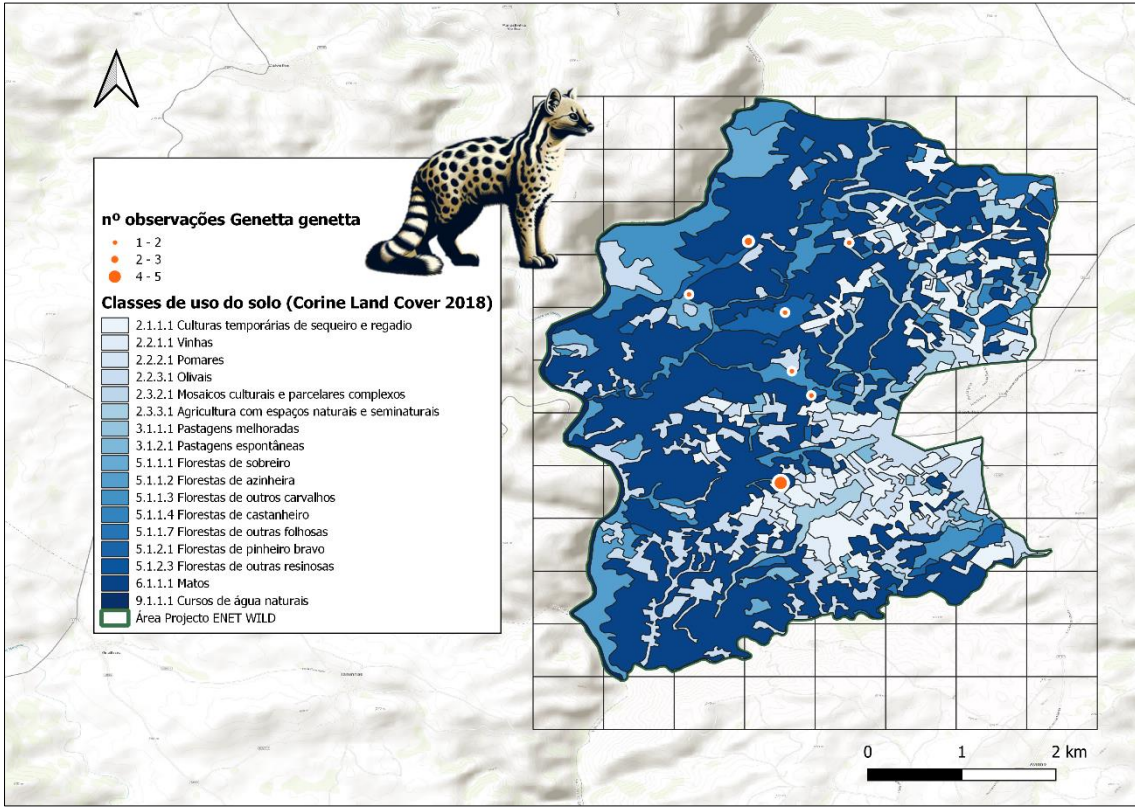 nº observações Genetta genetta
1 - 2
2 - 3
4 - 5
Classes de uso do solo (Corine Land Cover 2018)
2.1.1.1 Culturas temporárias de sequeiro e regadio
2.2.1.1 Vinhas
2.2.2.1 Pomares
2.2.3.1 Olivais
2.3.2.1 Mosaicos culturais e parcelares complexos
2.3.3.1 Agricultura com espaços naturais e seminaturais
3.1.1.1 Pastagens melhoradas
3.1.2.1 Pastagens espontâneas
5.1.1.1 Florestas de sobreiro
5.1.1.2 Florestas de azinheira
5.1.1.3 Florestas de outros carvalhos
5.1.1.4 Florestas de castanheiro
5.1.1.7 Florestas de outras folhosas
5.1.2.1 Florestas de pinheiro bravo
5.1.2.3 Florestas de outras resinosas
6.1.1.1 Matos
9.1.1.1 Cursos de água naturais
Área Projecto ENET WILD
0 1 2 km